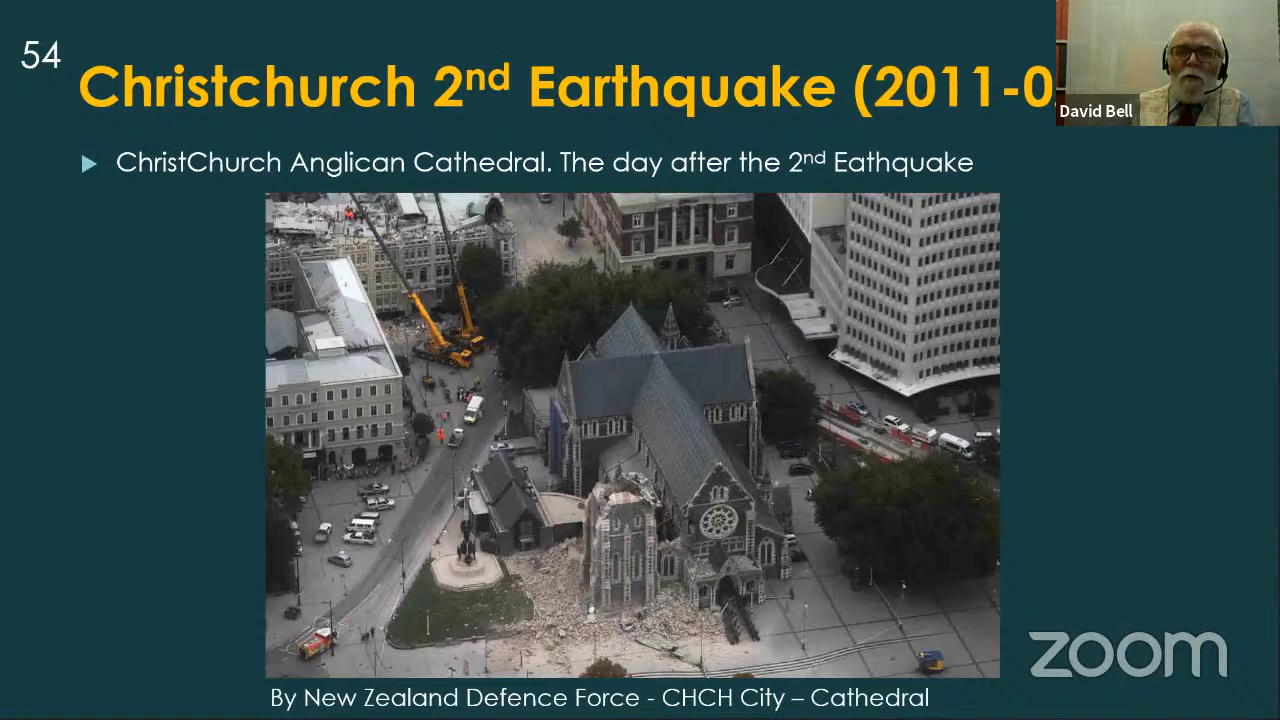 54
Christchurch 2nd Earthquake (2011-0
David Bell
ChristChurch Anglican Cathedral. The day after the 2nd Eathquake
zoom
By New Zealand Defence Force - CHCH City – Cathedral